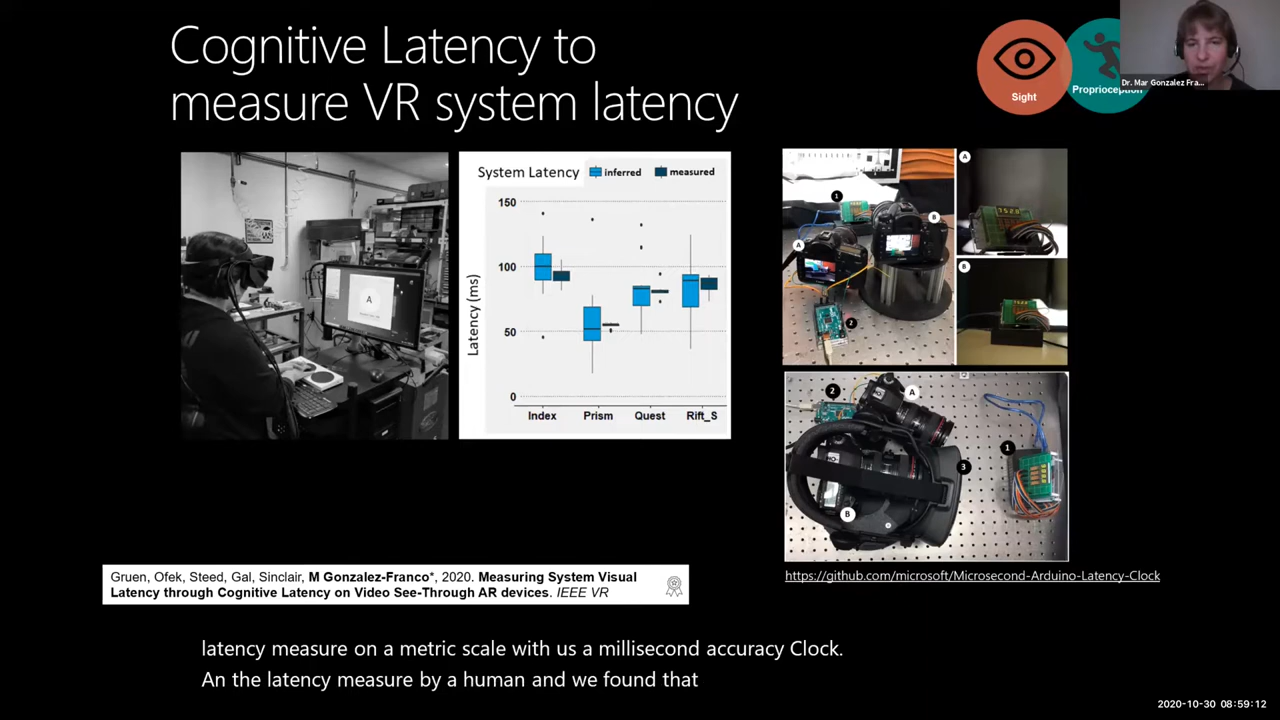 Cognitive Latency to
measure VR system latency
Sight
Proprioception
Dr. Mar Gonzalez Fra...
System Latency
inferred
measured
150
100
50
0
Latency (ms)
Index
Prism
Quest
Rift_S
A
1
A
B
2
A
B
2
A
1
3
B
https://github.com/microsoft/Microsecond-Arduino-Latency-Clock
Gruen, Ofek, Steed, Gal, Sinclair, M Gonzalez-Franco*, 2020. Measuring System Visual
Latency through Cognitive Latency on Video See-Through AR devices. IEEE VR
latency measure on a metric scale with us a millisecond accuracy Clock.
An the latency measure by a human and we found that
2020-10-30 08:59:12